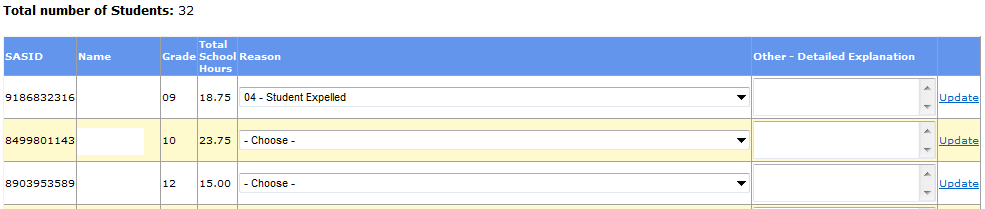 Total number of Students: 32
SASID Name Grade Total School Hours Reason Other - Detailed Explanation
9186832316 09 18.75 04 - Student Expelled Update
8499801143 10 23.75 - Choose - Update
8903953589 12 15.00 - Choose - Update